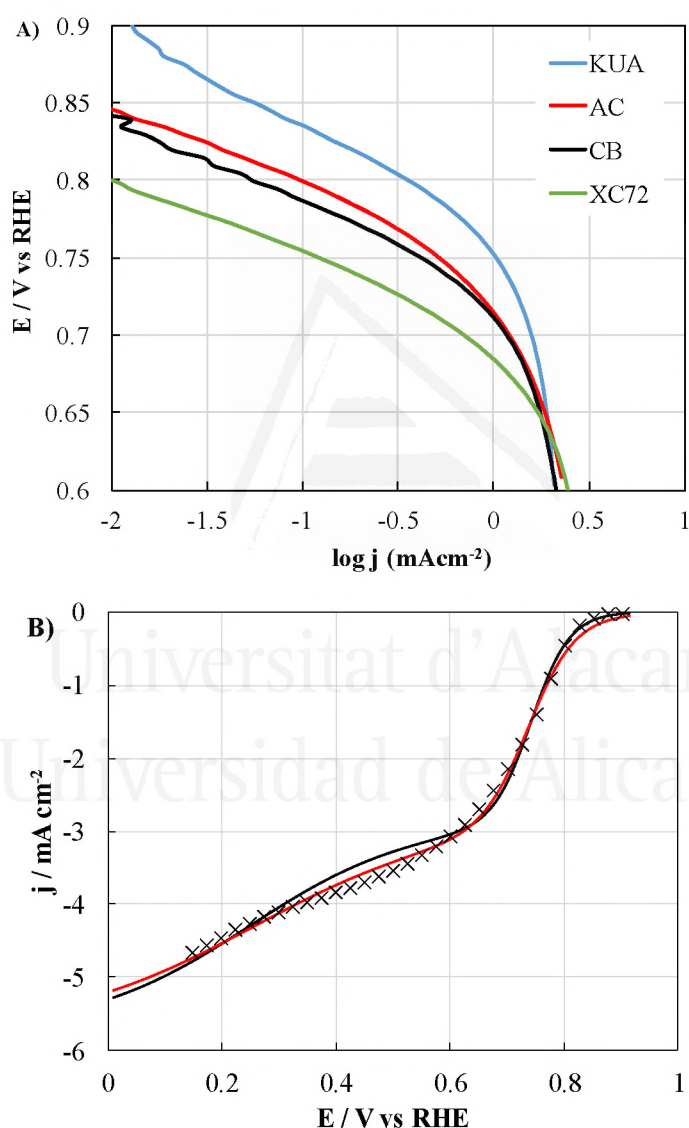 A)
0.9
0.85
0.8
0.75
0.7
0.65
0.6
E / V vs RHE
KUA
AC
CB
XC72
-2 -1.5 -1 -0.5 0 0.5 1
log j (mAcm-2)
B)
0
-1
-2
-3
-4
-5
-6
j / mA cm-2
Universitat d'Alacan
Universidad de Alica
0 0.2 0.4 0.6 0.8 1
E / V vs RHE